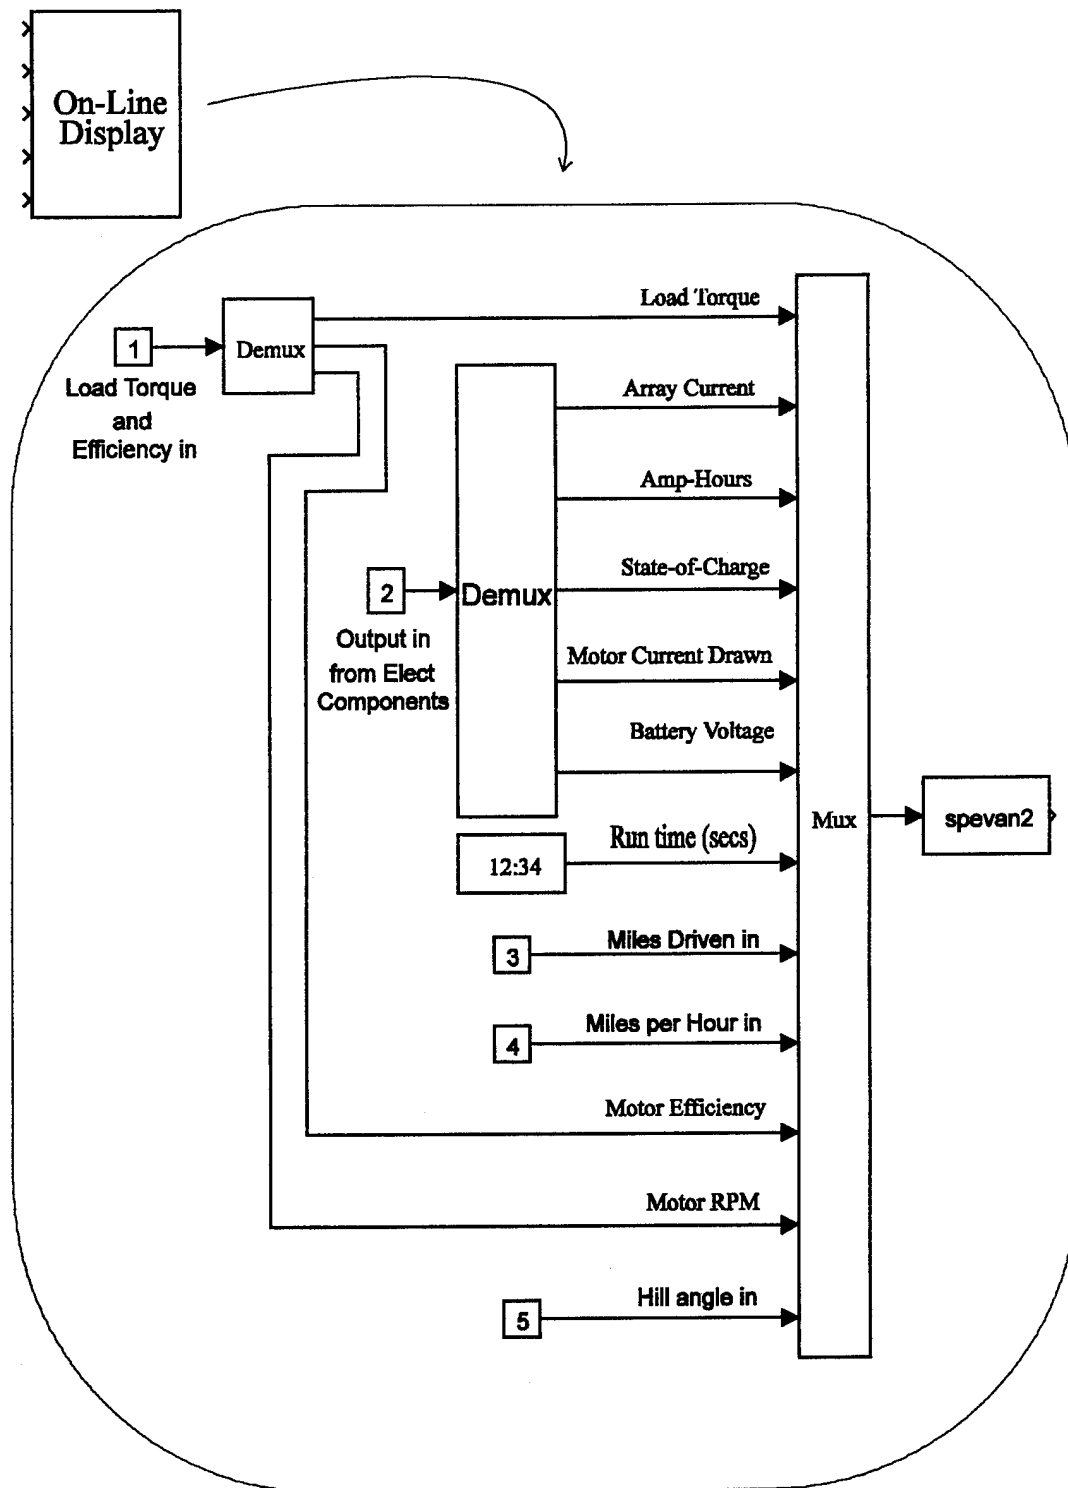 On-Line
Display
Load Torque
1
Demux
Load Torque
and
Efficiency in
Array Current
Amp-Hours
State-of-Charge
2
Demux
Output in
from Elect
Components
Motor Current Drawn
Battery Voltage
Mux
spevan2
Run time (secs)
12:34
Miles Driven in
3
Miles per Hour in
4
Motor Efficiency
Motor RPM
Hill angle in
5